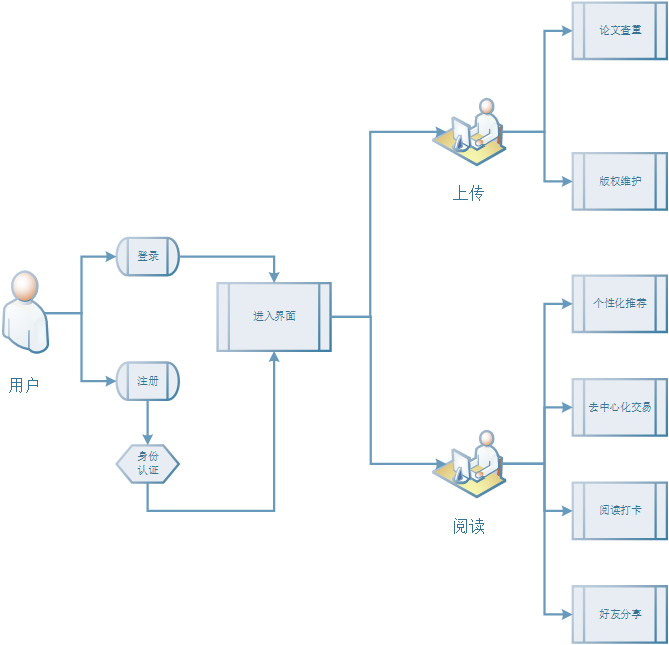 论文查重
上传
版权维护
用户
登录
进入界面
注册
身份
认证
个性化推荐
去中心化交易
阅读
阅读打卡
好友分享